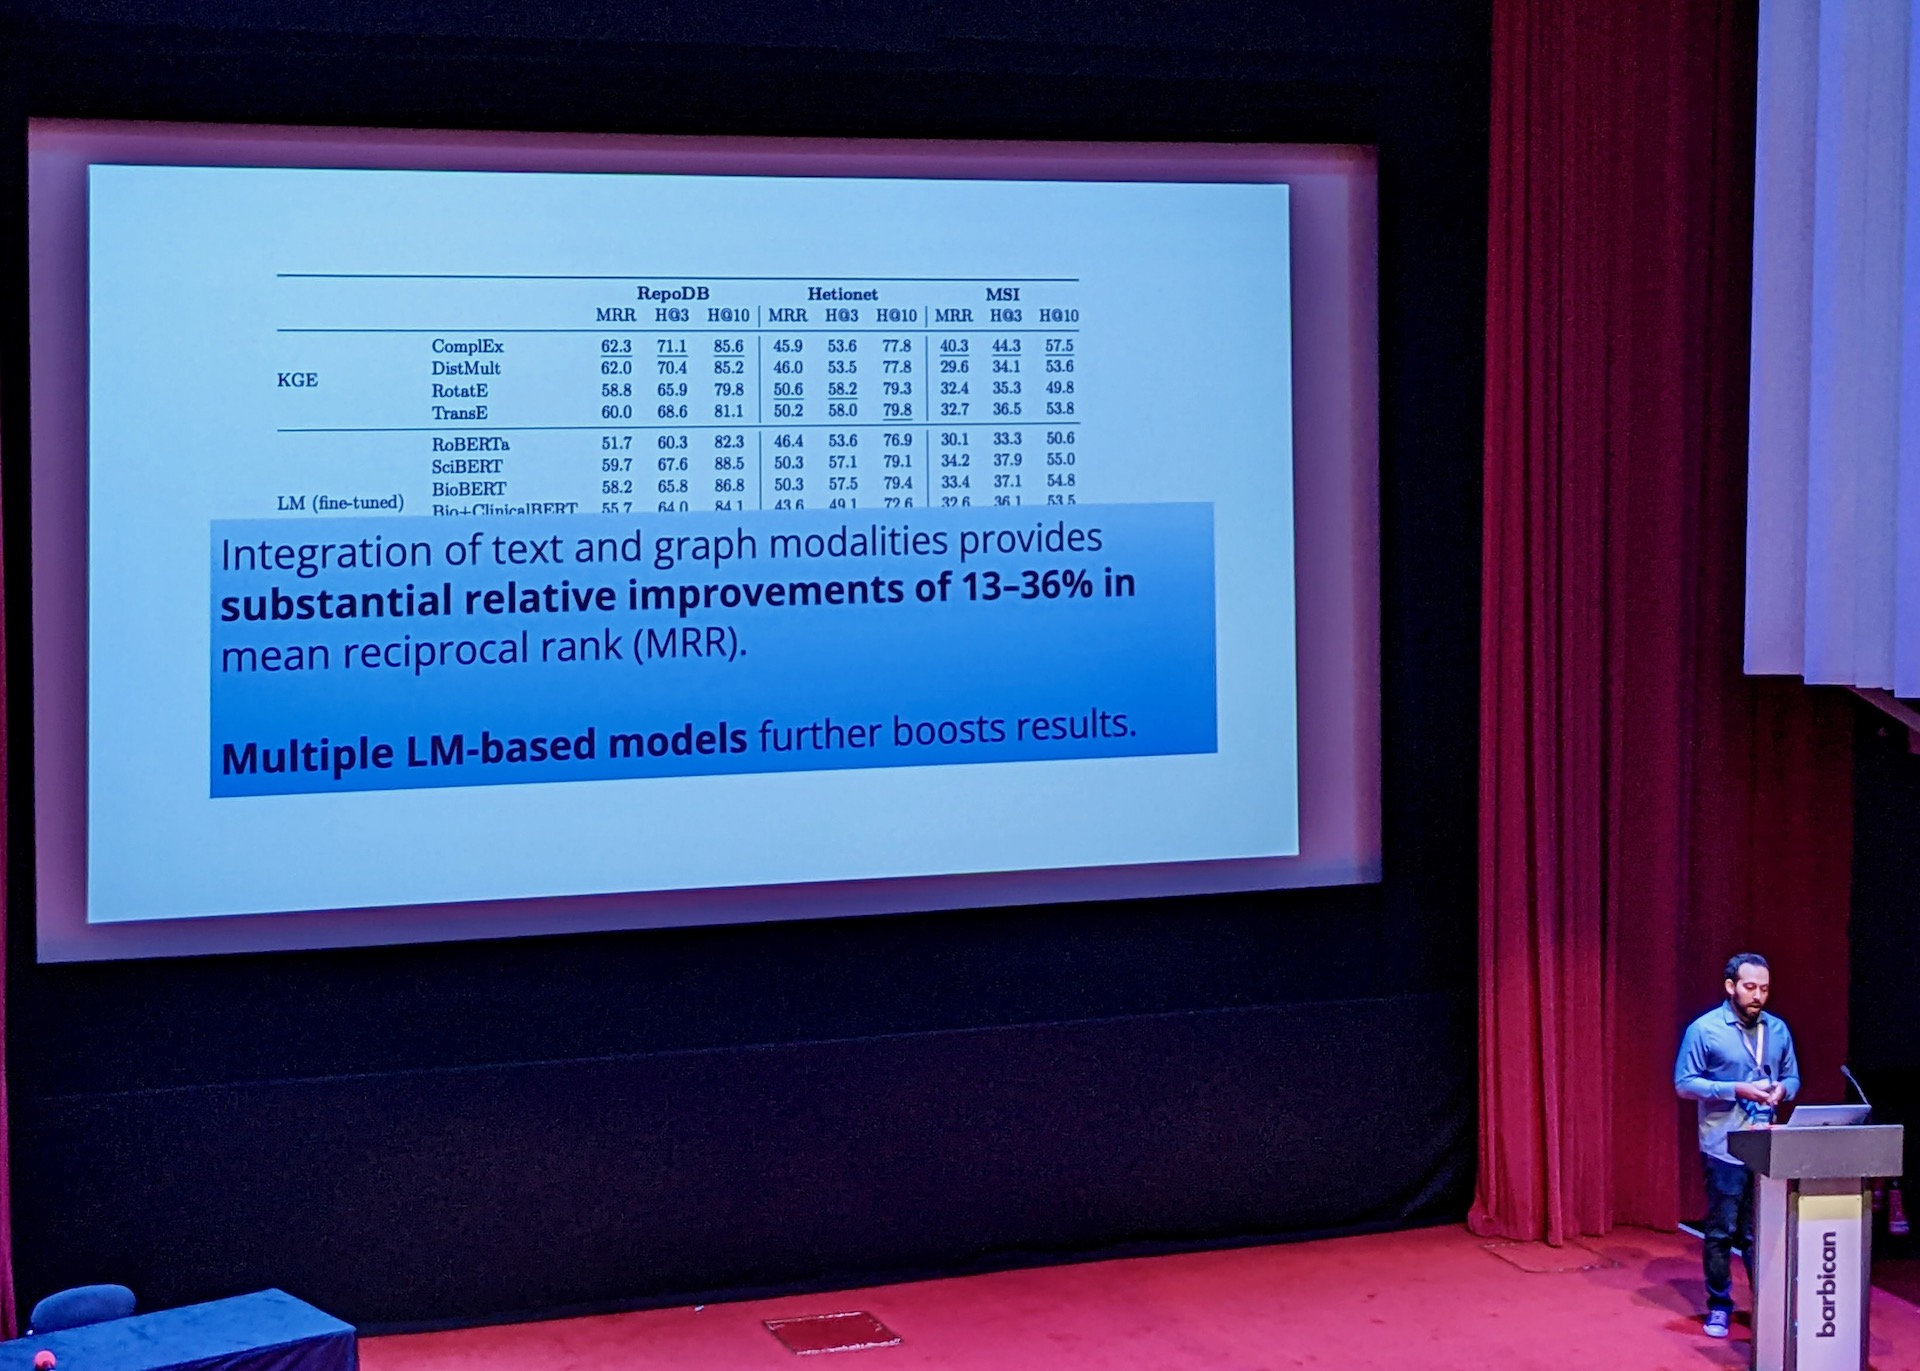 RepoDB Hetionet MSI
MRR H@3 H@10 MRR H@3 H@10 MRR H@3 H@10
KGE
ComplEx 62.3 71.1 85.6 45.9 53.6 77.8 40.3 44.3 57.5
DistMult 62.0 70.4 85.2 46.0 53.5 77.8 29.6 34.1 53.6
RotatE 58.8 65.9 79.8 50.6 58.2 79.3 32.4 35.3 49.8
TransE 60.0 68.6 81.1 50.2 58.0 79.8 32.7 36.5 53.8
LM (fine-tuned)
RoBERTa 51.7 60.3 82.3 46.4 53.6 76.9 30.1 33.3 50.6
SciBERT 59.7 67.6 88.5 50.3 57.1 79.1 34.2 37.9 55.0
BioBERT 58.2 65.8 86.8 50.3 57.5 79.4 33.4 37.1 54.8
Bio+ClinicalBERT 55.7 64.0 84.1 43.6 49.1 72.6 32.6 36.1 53.5
Integration of text and graph modalities provides
substantial relative improvements of 13–36% in
mean reciprocal rank (MRR).
Multiple LM-based models further boosts results.
barbican